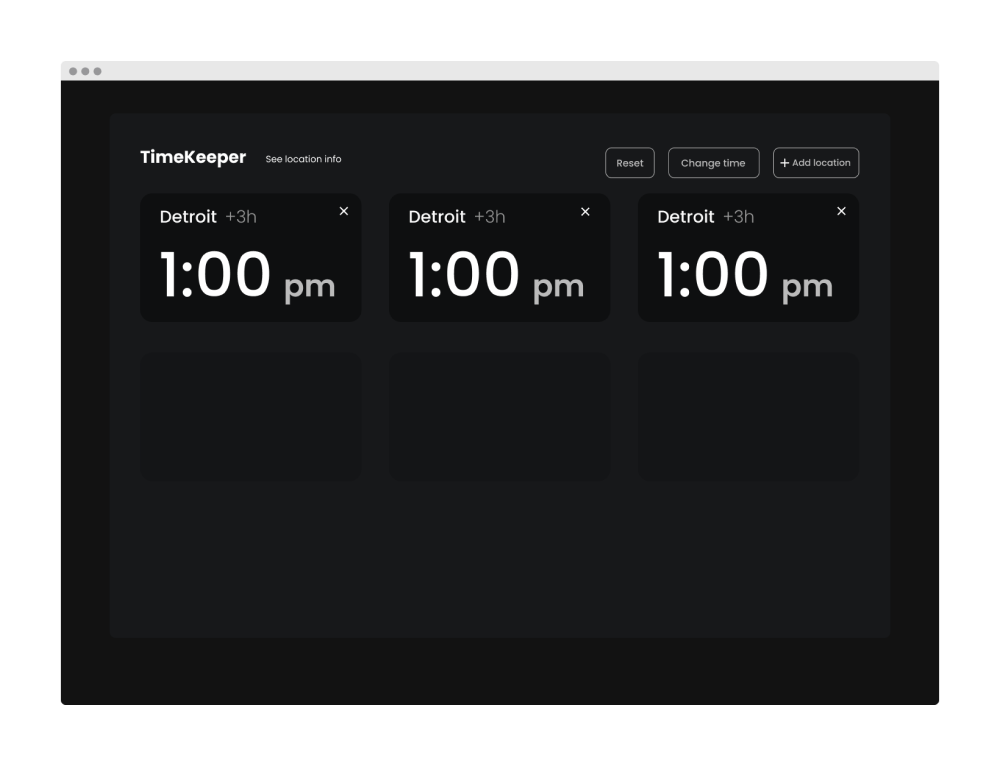 TimeKeeper See location info Reset Change time + Add location
Detroit +3h × Detroit +3h × Detroit +3h ×
1:00 pm 1:00 pm 1:00 pm